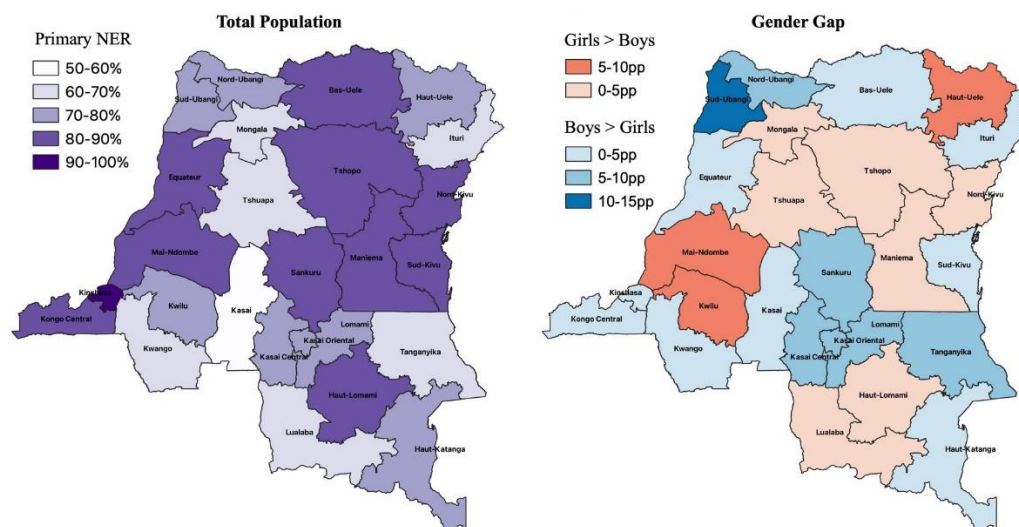 Total Population
Primary NER
50-60%
60-70%
70-80%
80-90%
90-100%
Nord-Ubangi
Sud-Ubangi
Bas-Uele
Haut-Uele
Mongala
Ituri
Equateur
Tshopo
Tshuapa
Nord-Kivu
Mai-Ndombe
Sankuru
Maniema
Sud-Kivu
Kinshasa
Kongo Central
Kwilu
Kasai
Kwango
Lomami
Kasai Oriental
Kasai Central
Tanganyika
Haut-Lomami
Lualaba
Haut-Katanga
Gender Gap
Girls > Boys
5-10pp
0-5pp
Boys > Girls
0-5pp
5-10pp
10-15pp
Nord-Ubangi
Sud-Ubangi
Bas-Uele
Haut-Uele
Mongala
Ituri
Equateur
Tshopo
Tshuapa
Nord-Kivu
Mai-Ndombe
Sankuru
Maniema
Sud-Kivu
Kinshasa
Kongo Central
Kwilu
Kasai
Kwango
Lomami
Kasai Oriental
Kasai Central
Tanganyika
Haut-Lomami
Lualaba
Haut-Katanga